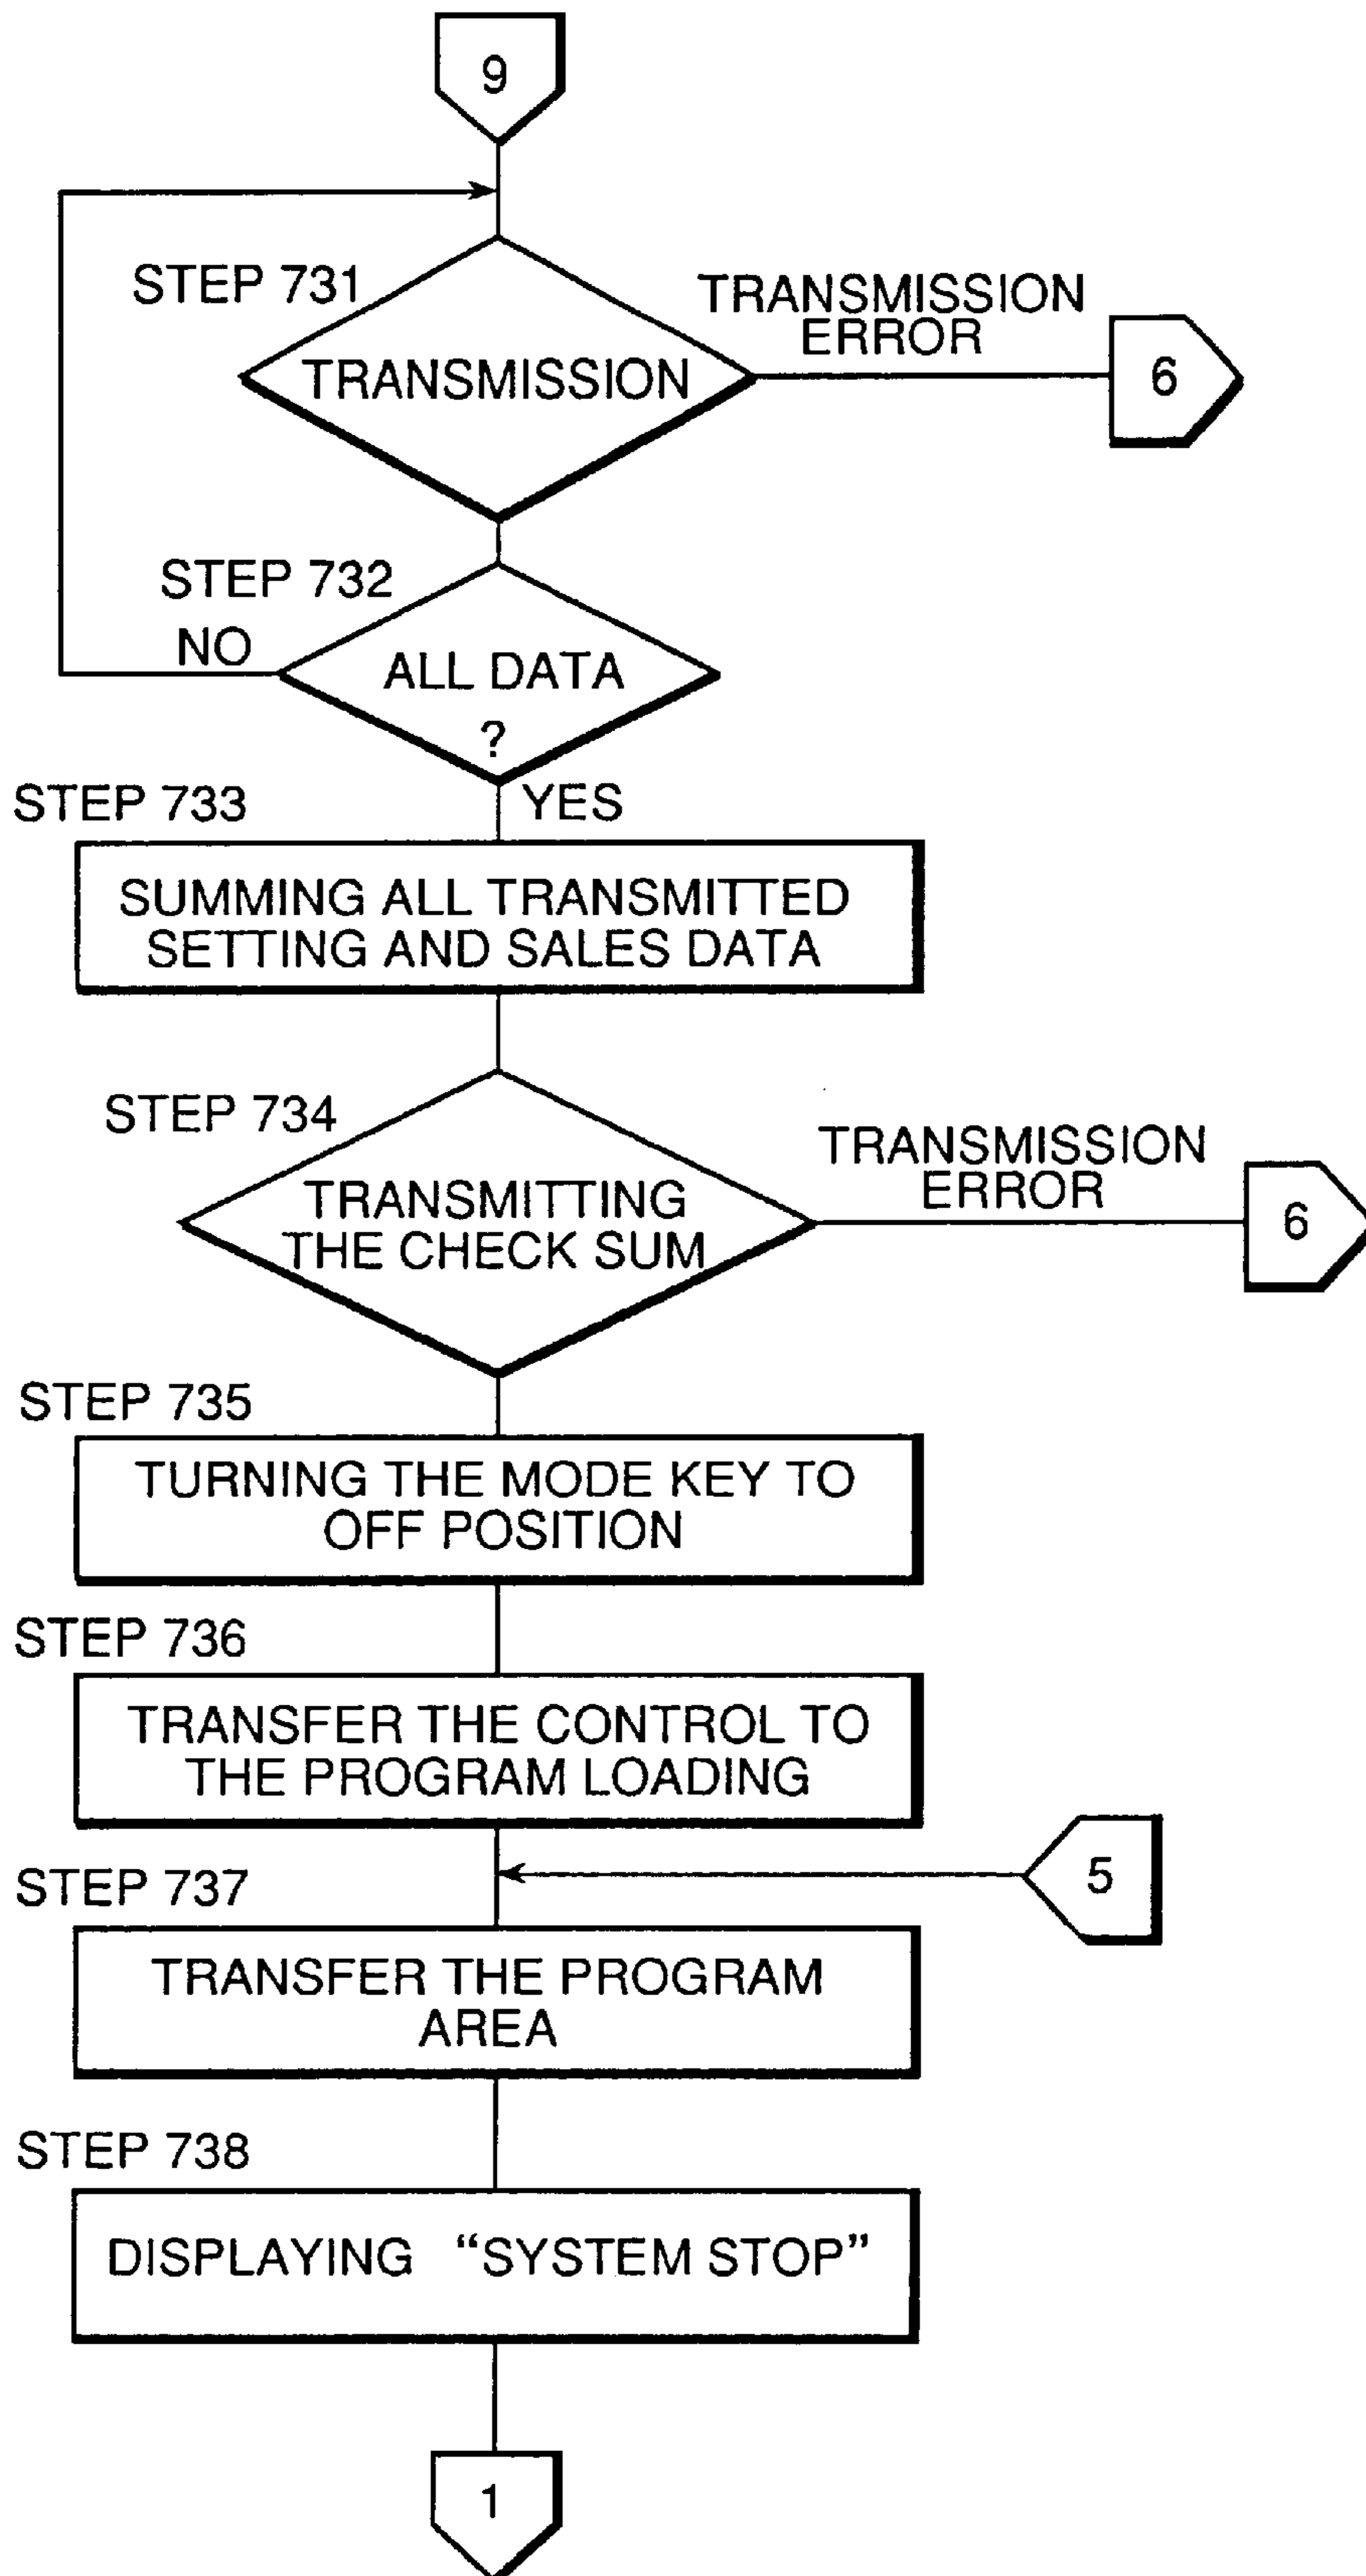 9
STEP 731
TRANSMISSION
ERROR
TRANSMISSION
6
STEP 732
NO
ALL DATA
?
YES
STEP 733
SUMMING ALL TRANSMITTED
SETTING AND SALES DATA
STEP 734
TRANSMISSION
ERROR
TRANSMITTING
THE CHECK SUM
6
STEP 735
TURNING THE MODE KEY TO
OFF POSITION
STEP 736
TRANSFER THE CONTROL TO
THE PROGRAM LOADING
5
STEP 737
TRANSFER THE PROGRAM
AREA
STEP 738
DISPLAYING “SYSTEM STOP”
1